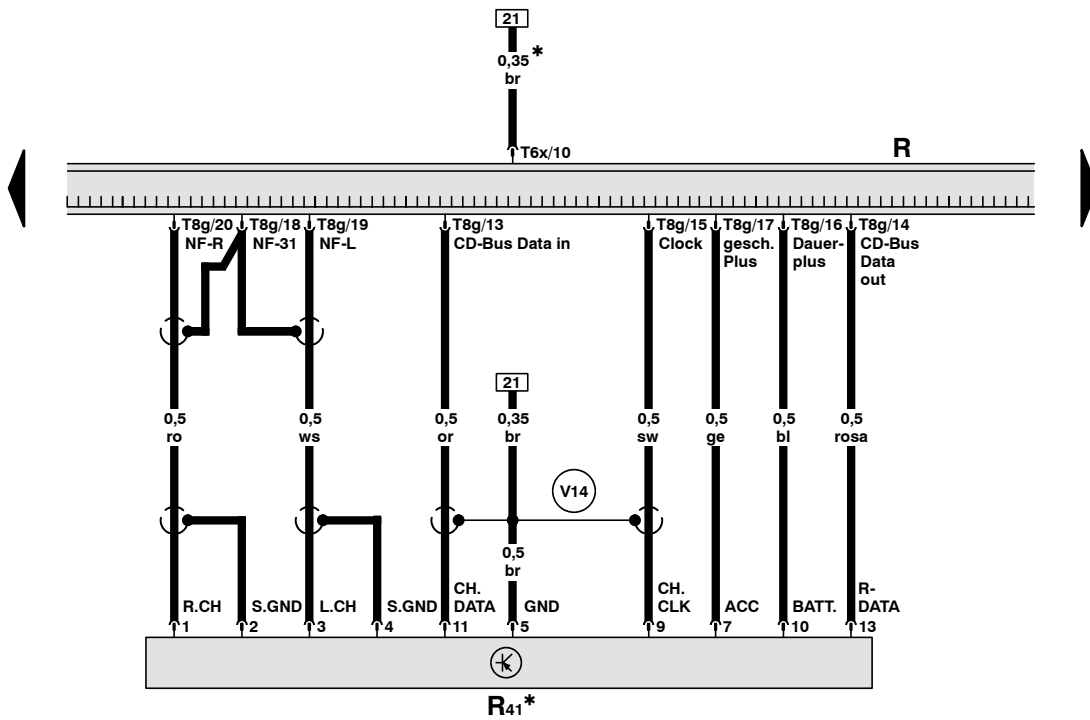 21
0,35*
br
T6x/10
R
T8g/20
NF-R
T8g/18
NF-31
T8g/19
NF-L
T8g/13
CD-Bus Data in
T8g/15
Clock
T8g/17
gesch.
Plus
T8g/16
Dauer-
plus
T8g/14
CD-Bus
Data
out
21
0,5
ro
0,5
ws
0,5
or
0,35
br
0,5
sw
0,5
ge
0,5
bl
0,5
rosa
V14
0,5
br
R.CH
S.GND
L.CH
S.GND
CH.
DATA
GND
CH.
CLK
ACC
BATT.
R-
DATA
1 2 3 4 11 5 9 7 10 13
R41*